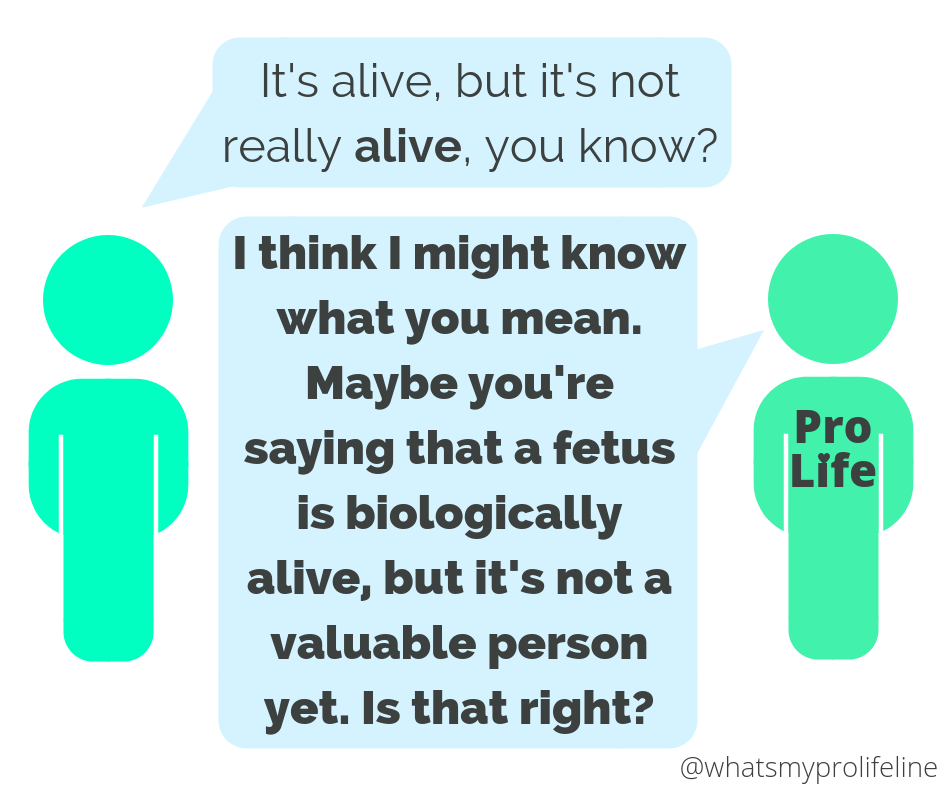 It's alive, but it's not
really alive, you know?
I think I might know
what you mean.
Maybe you're
saying that a fetus
is biologically
alive, but it's not a
valuable person
yet. Is that right?
Pro
Life
@whatsmyprolifeline